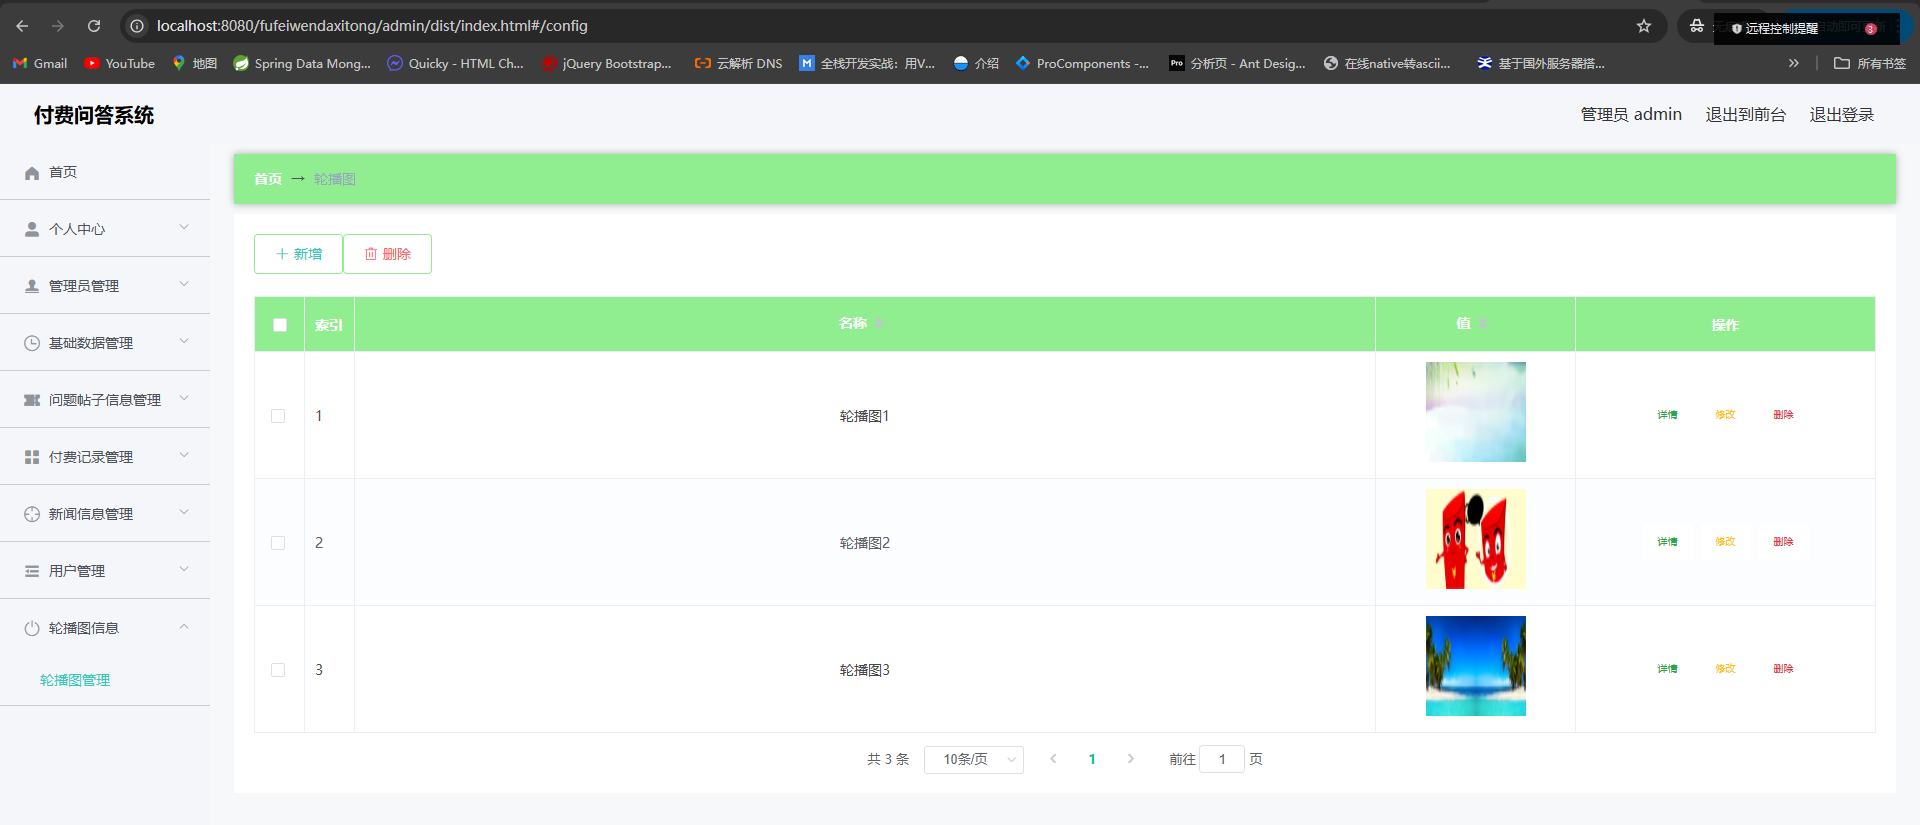 localhost:8080/fufeiwendaxitong/admin/dist/index.html#/config
远程控制提醒
3
Gmail
YouTube
地图
Spring Data Mong...
Quicky - HTML Ch...
jQuery Bootstrap...
云解析 DNS
全栈开发实战：用V...
介绍
ProComponents -...
Pro 分析页 - Ant Desig...
在线native转ascii...
基于国外服务器搭...
所有书签
付费问答系统
管理员 admin
退出到前台
退出登录
首页
个人中心
管理员管理
基础数据管理
问题帖子信息管理
付费记录管理
新闻信息管理
用户管理
轮播图信息
轮播图管理
首页 → 轮播图
新增
删除
索引 名称 值 操作
1 轮播图1 详情 修改 删除
2 轮播图2 详情 修改 删除
3 轮播图3 详情 修改 删除
共 3 条 10条/页 1 前往 1 页